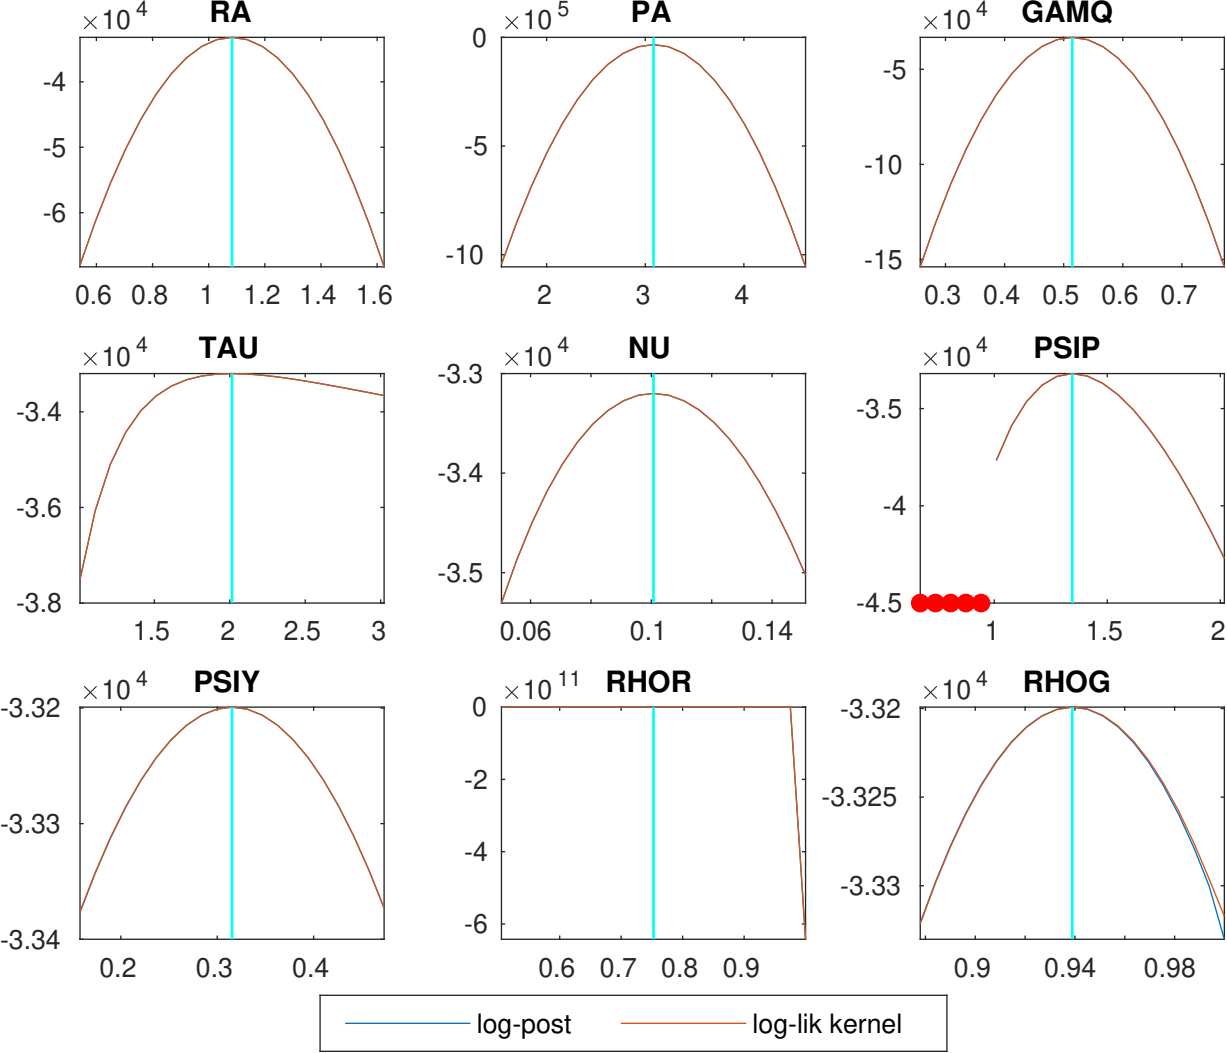 RA
PA
GAMQ
×10 4
×10 5
×10 4
-4
-5
-6
0
-5
-10
-5
-10
-15
0.6 0.8 1 1.2 1.4 1.6
2 3 4
0.3 0.4 0.5 0.6 0.7
TAU
NU
PSIP
×10 4
×10 4
×10 4
-3.4
-3.6
-3.8
-3.3
-3.4
-3.5
-3.5
-4
-4.5
1.5 2 2.5 3
0.06 0.1 0.14
1 1.5 2
PSIY
RHOR
RHOG
×10 4
×10 11
×10 4
-3.32
-3.33
-3.34
0
-2
-4
-6
-3.32
-3.325
-3.33
0.2 0.3 0.4
0.6 0.7 0.8 0.9
0.9 0.94 0.98
log-post log-lik kernel